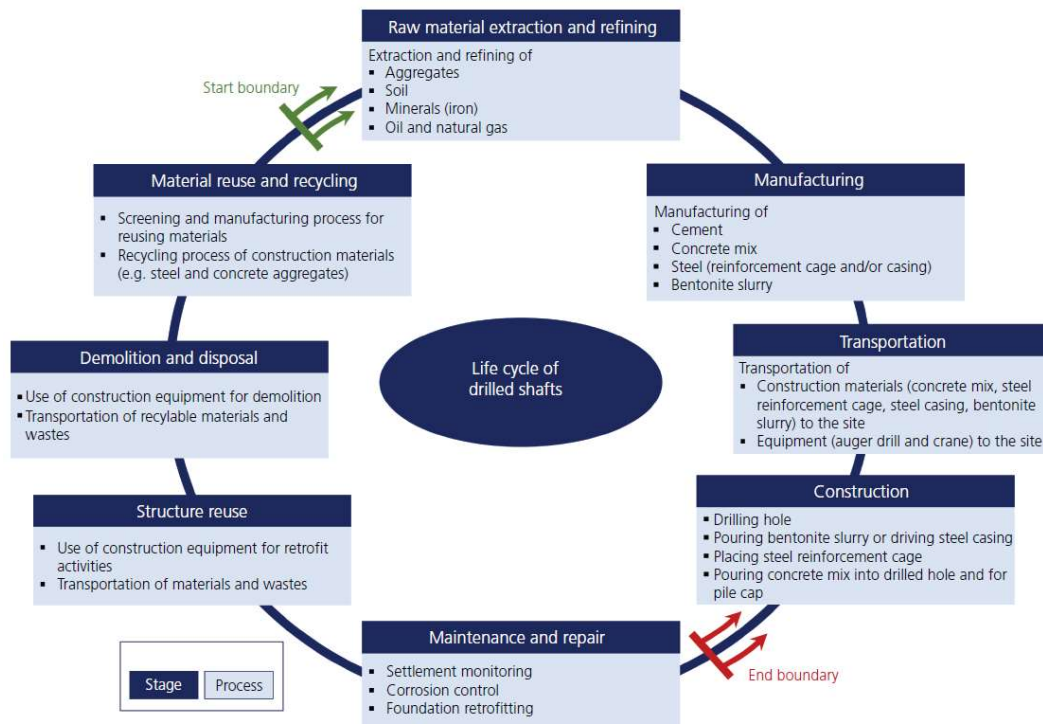 Raw material extraction and refining
Extraction and refining of
▪ Aggregates
▪ Soil
▪ Minerals (iron)
▪ Oil and natural gas
Start boundary
Material reuse and recycling
▪ Screening and manufacturing process for
reusing materials
▪ Recycling process of construction materials
(e.g. steel and concrete aggregates)
Manufacturing
Manufacturing of
▪ Cement
▪ Concrete mix
▪ Steel (reinforcement cage and/or casing)
▪ Bentonite slurry
Life cycle of
drilled shafts
Demolition and disposal
▪ Use of construction equipment for demolition
▪ Transportation of recylable materials and
wastes
Transportation
Transportation of
▪ Construction materials (concrete mix, steel
reinforcement cage, steel casing, bentonite
slurry) to the site
▪ Equipment (auger drill and crane) to the site
Structure reuse
▪ Use of construction equipment for retrofit
activities
▪ Transportation of materials and wastes
Construction
▪ Drilling hole
▪ Pouring bentonite slurry or driving steel casing
▪ Placing steel reinforcement cage
▪ Pouring concrete mix into drilled hole and for
pile cap
Maintenance and repair
▪ Settlement monitoring
▪ Corrosion control
▪ Foundation retrofitting
End boundary
Stage
Process